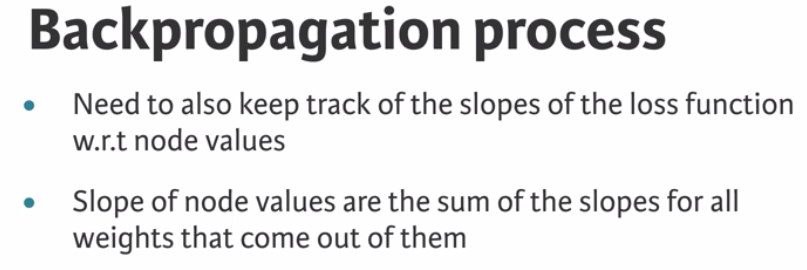 Backpropagation process
Need to also keep track of the slopes of the loss function
w.r.t node values
Slope of node values are the sum of the slopes for all
weights that come out of them